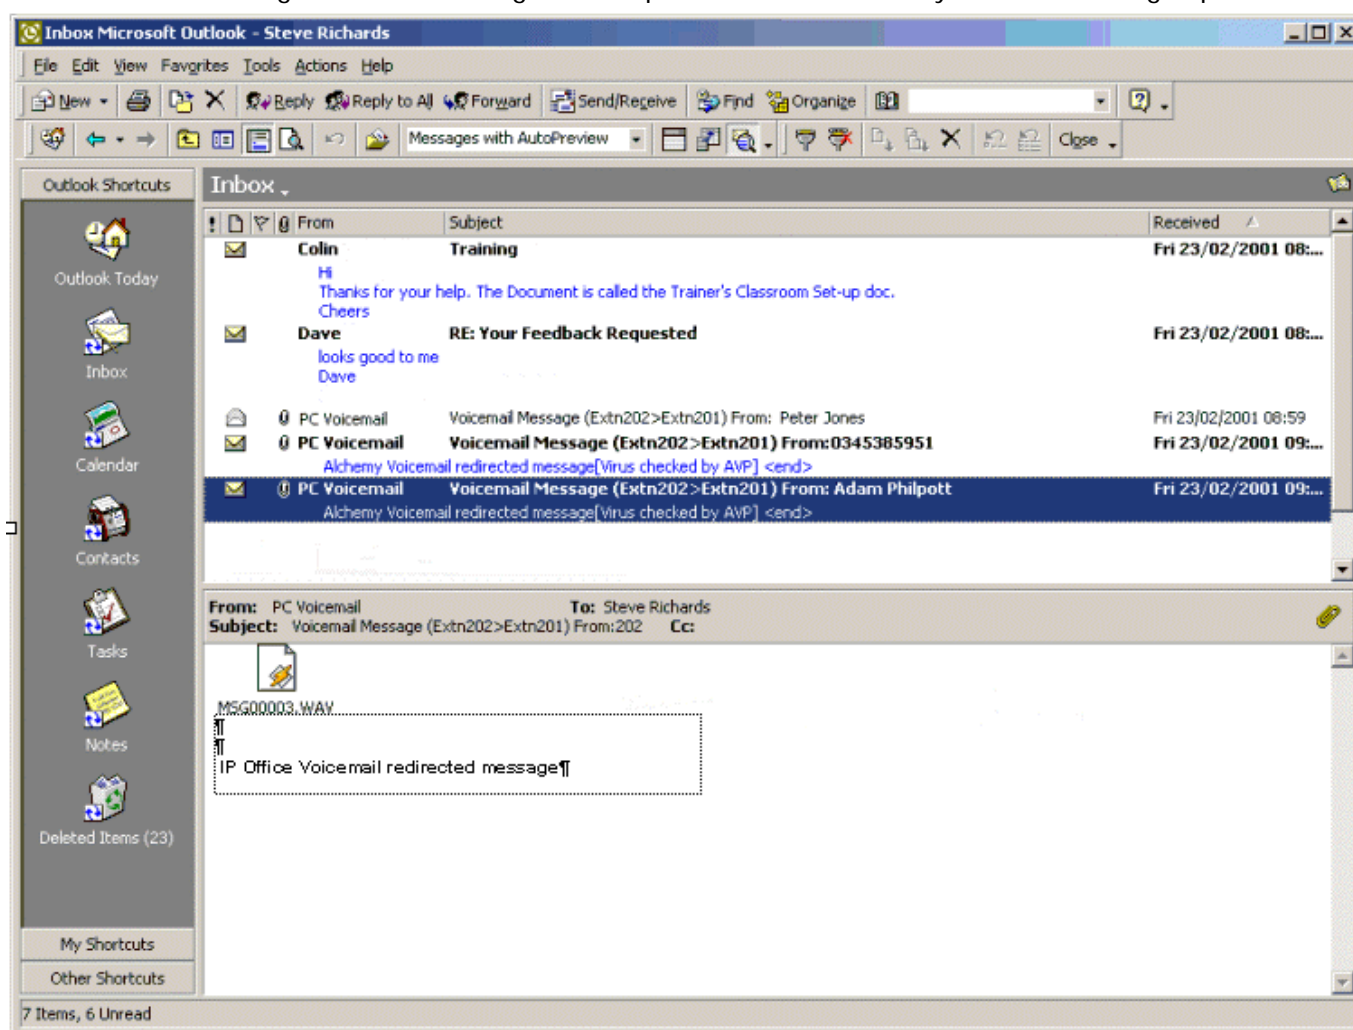 Inbox Microsoft Outlook - Steve Richards
File Edit View Favorites Tools Actions Help
New Reply Reply to All Forward Send/Receive Find Organize
Messages with AutoPreview Close
Outlook Shortcuts
Inbox
From Subject Received
Colin Training Fri 23/02/2001 08:...
Hi
Thanks for your help. The Document is called the Trainer's Classroom Set-up doc.
Cheers
Dave RE: Your Feedback Requested Fri 23/02/2001 08:...
looks good to me
Dave
PC Voicemail Voicemail Message (Extn202>Extn201) From: Peter Jones Fri 23/02/2001 08:59
PC Voicemail Voicemail Message (Extn202>Extn201) From:0345385951 Fri 23/02/2001 09:...
Alchemy Voicemail redirected message[Virus checked by AVP] <end>
PC Voicemail Voicemail Message (Extn202>Extn201) From: Adam Philpott Fri 23/02/2001 09:...
Alchemy Voicemail redirected message[Virus checked by AVP] <end>
Outlook Today
Inbox
Calendar
Contacts
Tasks
Notes
Deleted Items (23)
My Shortcuts
Other Shortcuts
From: PC Voicemail To: Steve Richards
Subject: Voicemail Message (Extn202>Extn201) From:202 Cc:
MSG00003.WAV
¶
¶
IP Office Voicemail redirected message¶
7 Items, 6 Unread